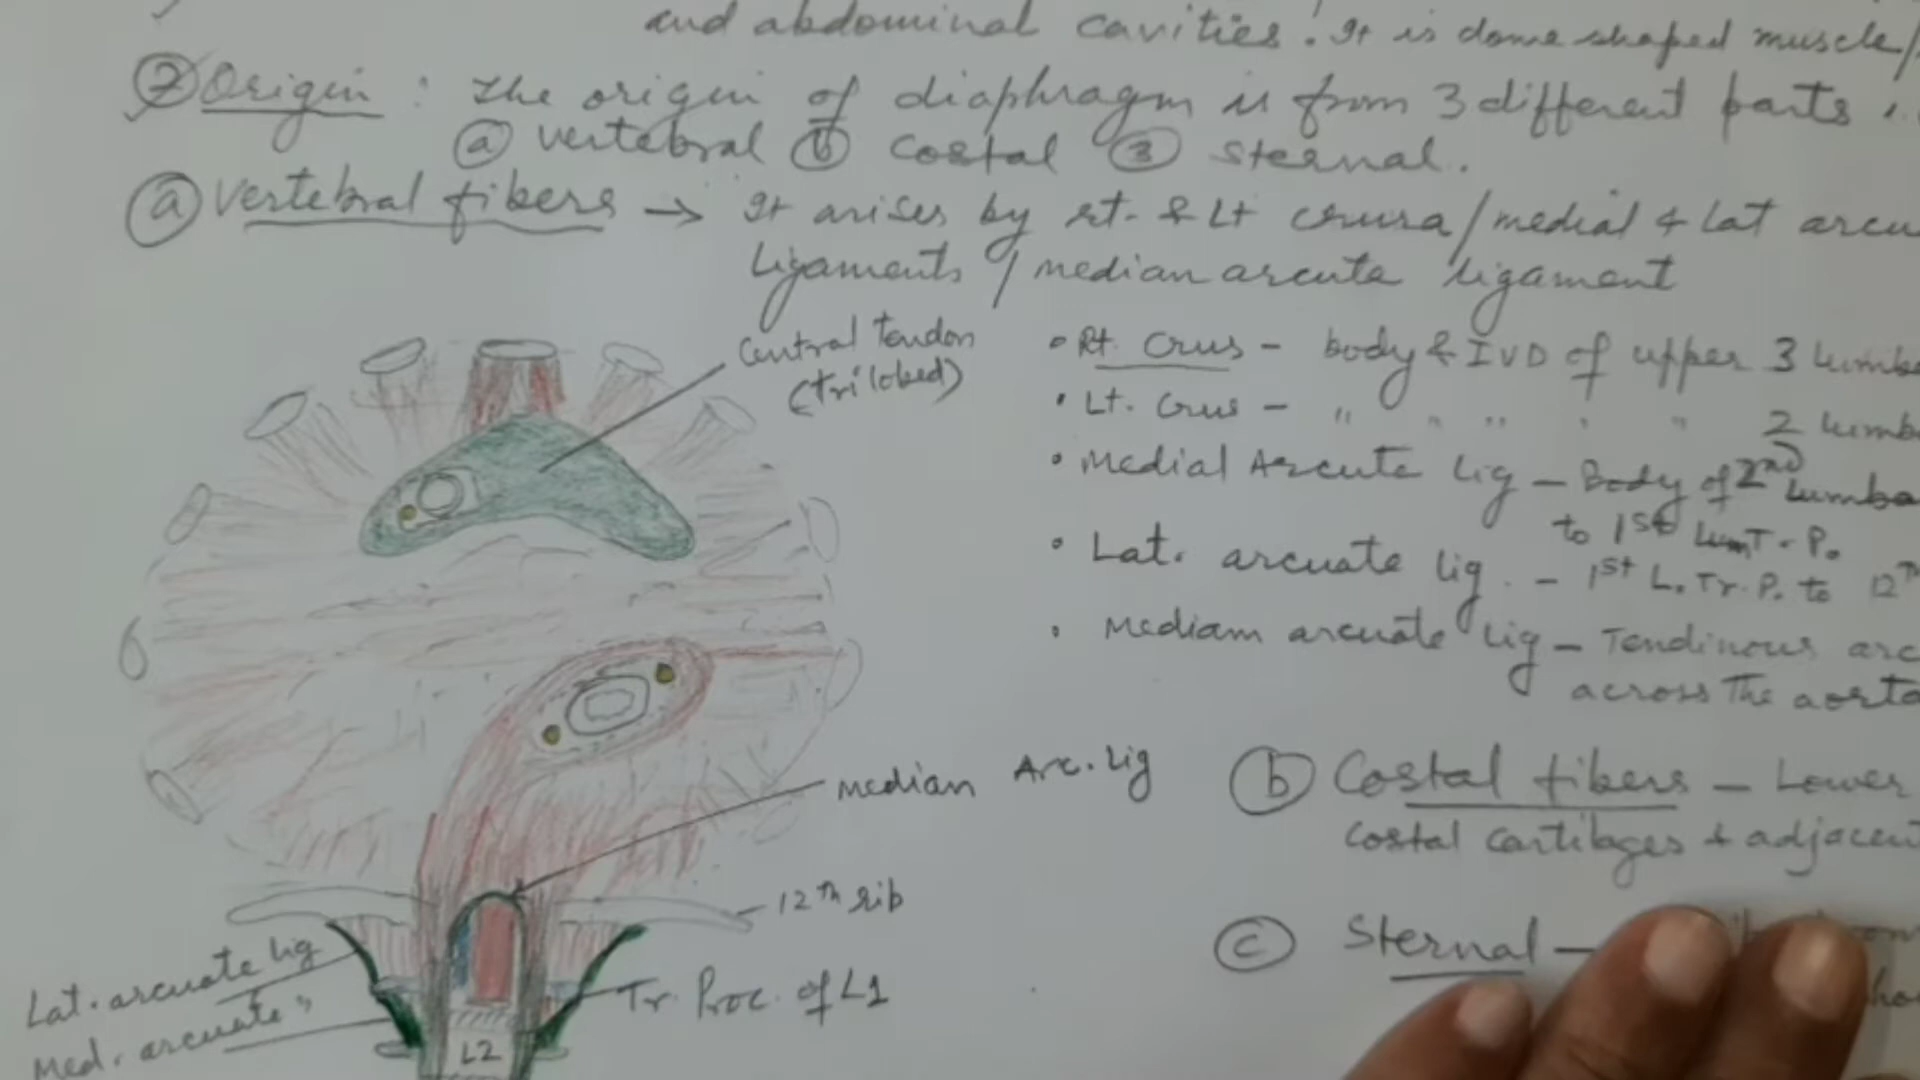 and abdominal cavities. It is dome shaped muscle/
② Origin : The origin of diaphragm is from 3 different parts :
ⓐ vertebral ⓑ Costal ③ Sternal.
ⓐ Vertebral fibers → It arises by rt. & Lt crura/medial & Lat arcu
Ligaments / median arcute ligament
Central Tendon
(trilobed)
• Rt. Crus - body & IVD of upper 3 Lumb
• Lt. Crus - " " " " " 2 Lumb
• Medial Arcute Lig - Body of 2nd Lumba
to 1st Lum T. P.
• Lat. arcuate Lig. - 1st L. Tr. P. to 12th
• Mediam arcuate Lig - Tendinous arc
across The aorta
Median Arc. Lig
ⓑ Costal fibers - Lower
Costal cartilages + adjacent
12th rib
ⓒ Sternal -
Lat. arcuate Lig
Tr. Proc. of L1
Med. arcuate "
L2